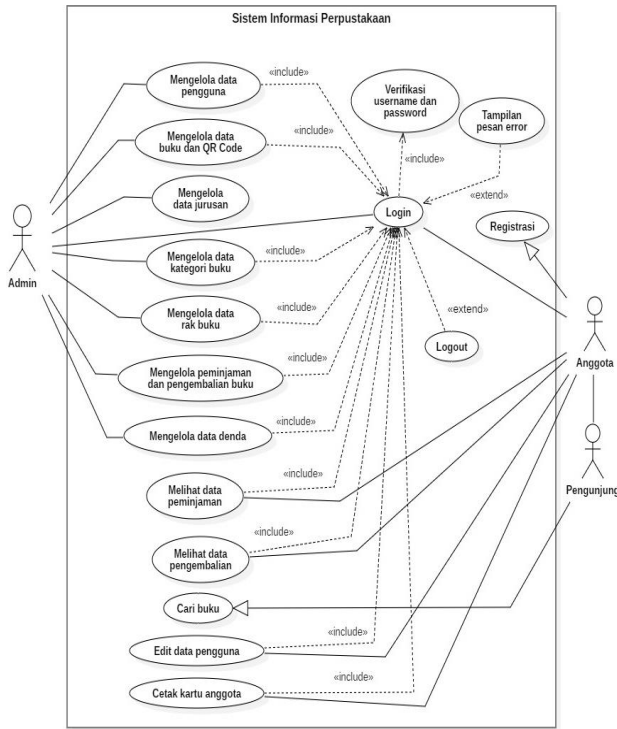 Sistem Informasi Perpustakaan
Mengelola data
pengguna
«include»
Verifikasi
username dan
password
Tampilan
pesan error
Mengelola data
buku dan QR Code
«include»
«include»
Mengelola
data jurusan
«extend»
Login
Registrasi
Admin
Mengelola data
kategori buku
«include»
Mengelola data
rak buku
«include»
«extend»
Logout
Anggota
Mengelola peminjaman
dan pengembalian buku
«include»
Mengelola data denda
«include»
Melihat data
peminjaman
«include»
Pengunjung
Melihat data
pengembalian
«include»
Cari buku
Edit data pengguna
«include»
Cetak kartu anggota
«include»